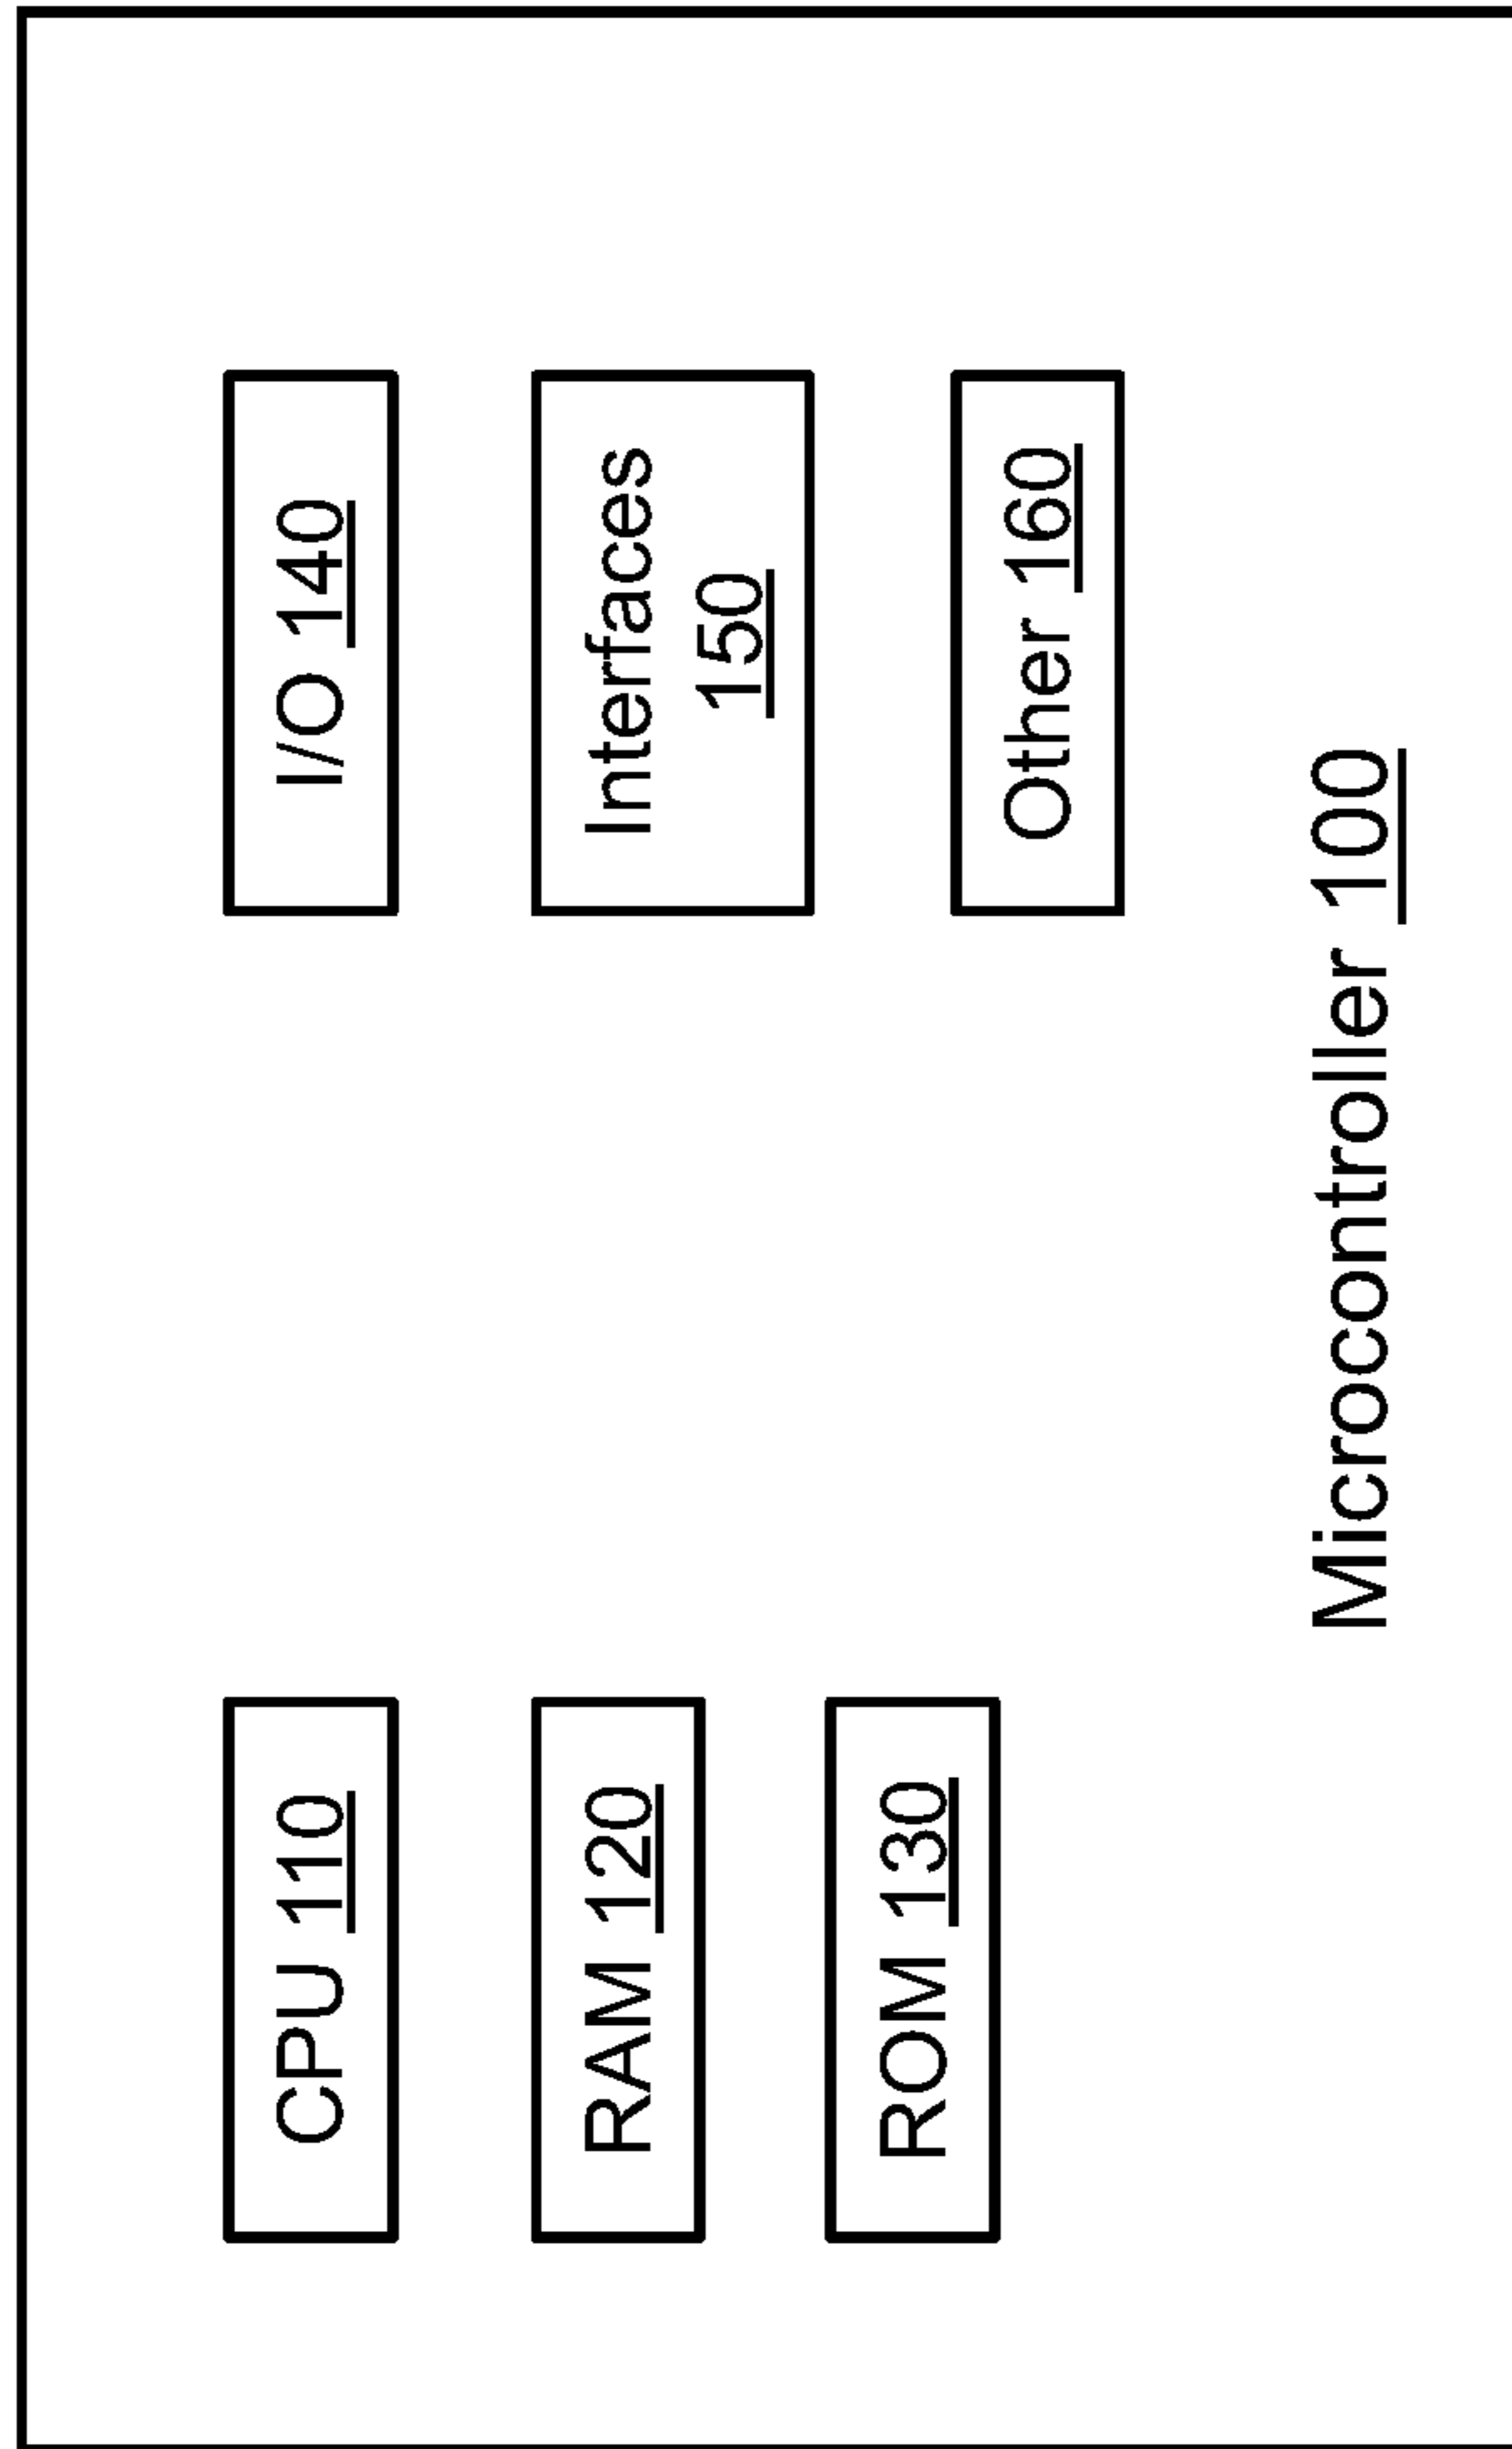 CPU 110
RAM 120
ROM 130
I/O 140
Interfaces
150
Other 160
Microcontroller 100